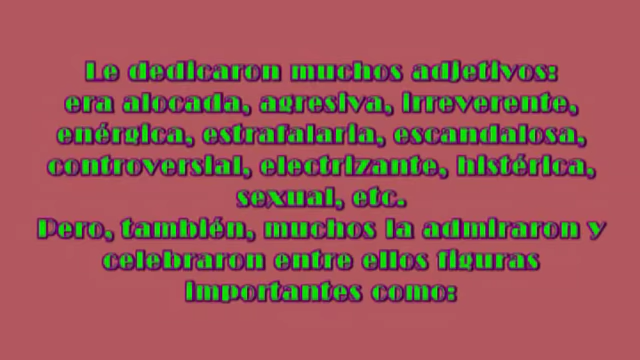 Le dedicaron muchos adjetivos:
era alocada, agresiva, irreverente,
enérgica, estrafalaria, escandalosa,
controversial, electrizante, histérica,
sexual, etc.
Pero, también, muchos la admiraron y
celebraron entre ellos figuras
importantes como: